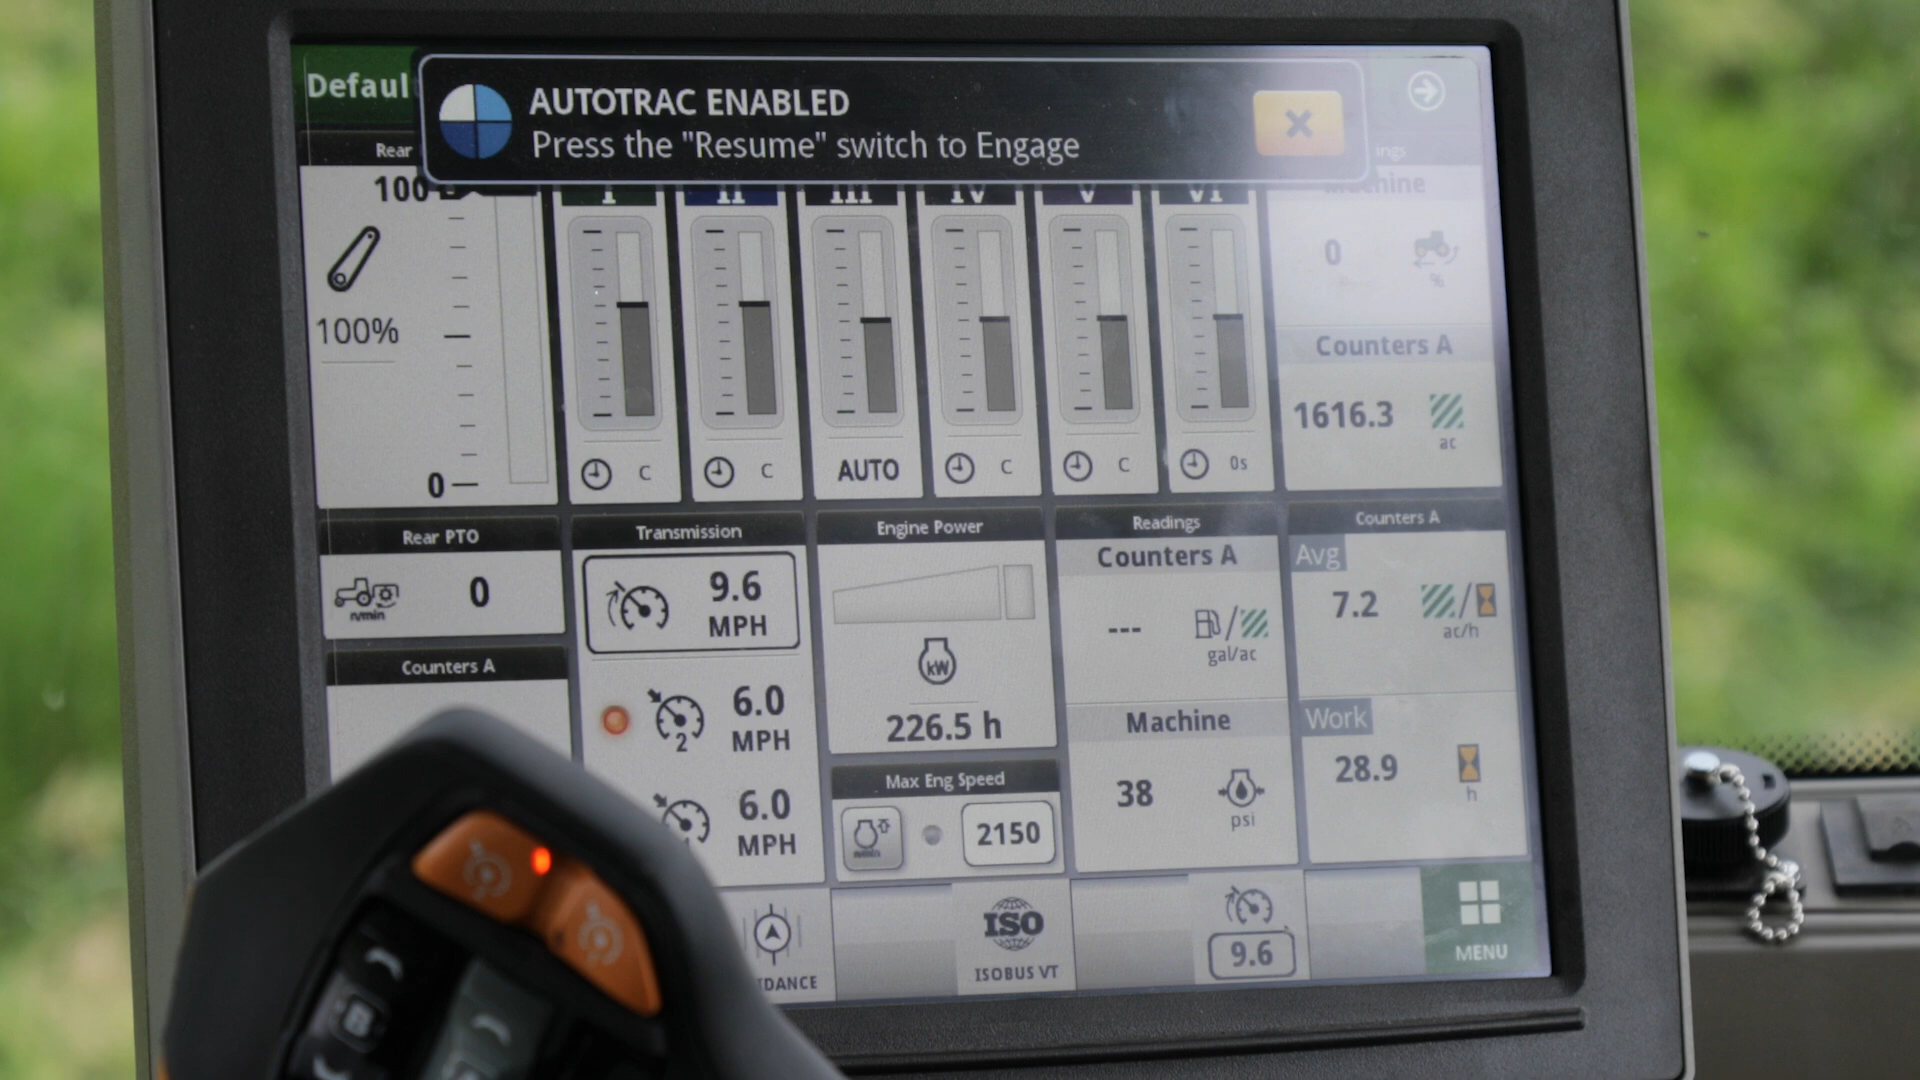 Defaul
AUTOTRAC ENABLED
Press the "Resume" switch to Engage
Rear
100
100%
0
I
II
III
IV
V
VI
C
C
AUTO
C
C
0s
Machine
0
%
Counters A
1616.3
ac
Rear PTO
0
n/min
Counters A
Transmission
9.6
MPH
2
6.0
MPH
6.0
MPH
Engine Power
kW
226.5 h
Max Eng Speed
2150
Readings
Counters A
---
gal/ac
Machine
38
psi
Counters A
Avg
7.2
ac/h
Work
28.9
h
IDANCE
ISO
ISOBUS VT
9.6
MENU
B